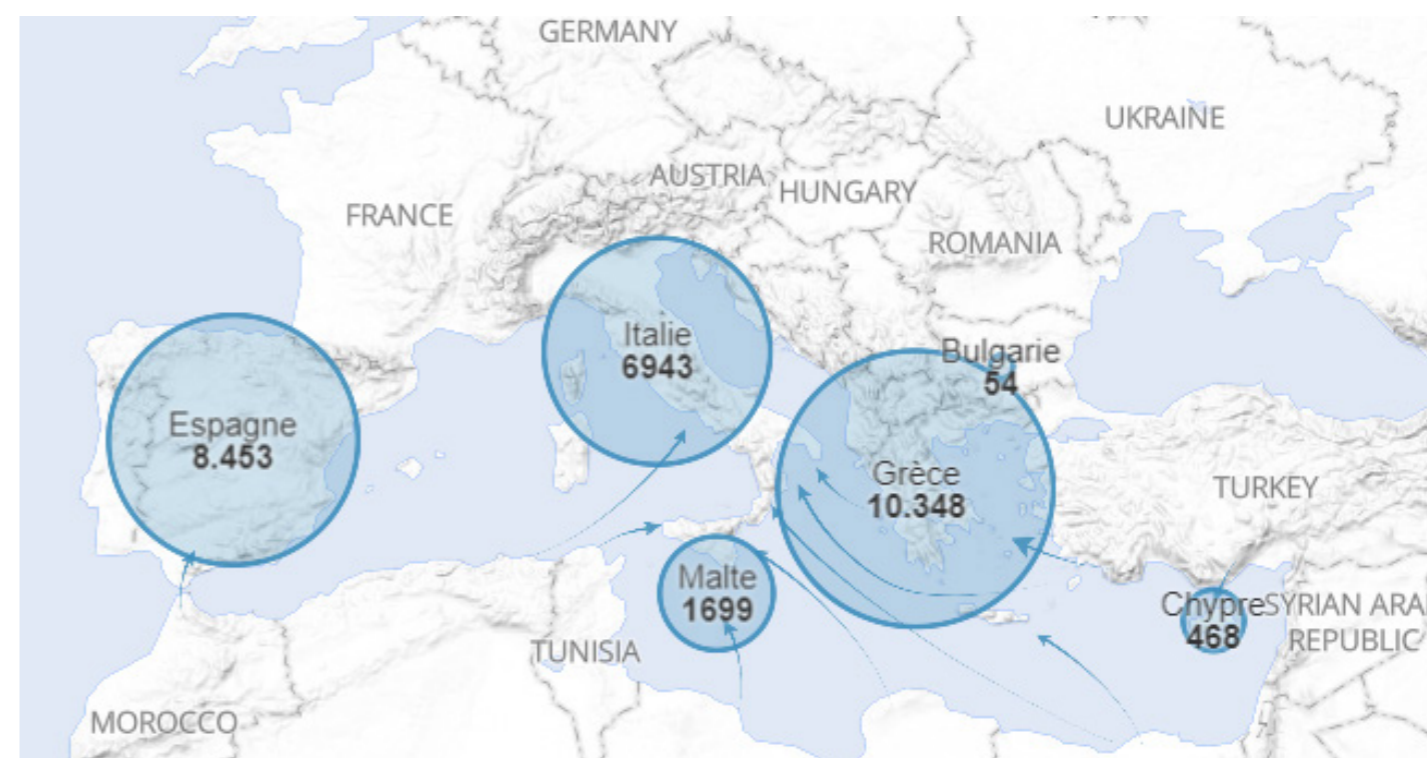 GERMANY
UKRAINE
AUSTRIA
HUNGARY
FRANCE
ROMANIA
Italie
6943
Bulgarie
54
Espagne
8.453
Grèce
10.348
TURKEY
Malte
1699
Chypre
468
SYRIAN ARA
REPUBLIC
TUNISIA
MOROCCO